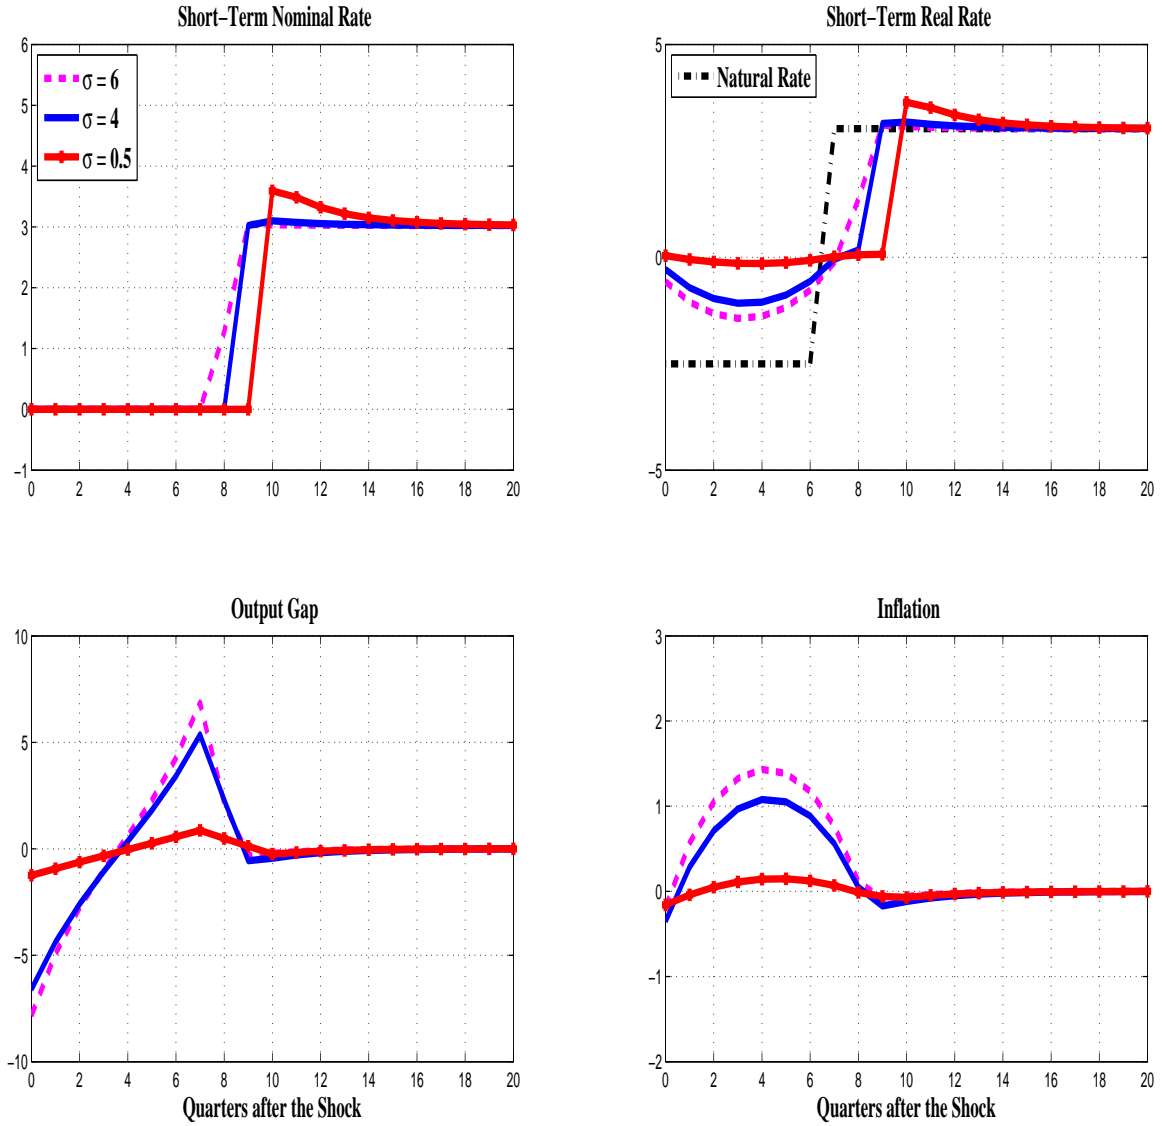 Short-Term Nominal Rate
6
5
4
3
2
1
0
-1
σ = 6
σ = 4
σ = 0.5
0 2 4 6 8 10 12 14 16 18 20
Short-Term Real Rate
5
0
-5
Natural Rate
0 2 4 6 8 10 12 14 16 18 20
Output Gap
10
5
0
-5
-10
0 2 4 6 8 10 12 14 16 18 20
Quarters after the Shock
Inflation
3
2
1
0
-1
-2
0 2 4 6 8 10 12 14 16 18 20
Quarters after the Shock